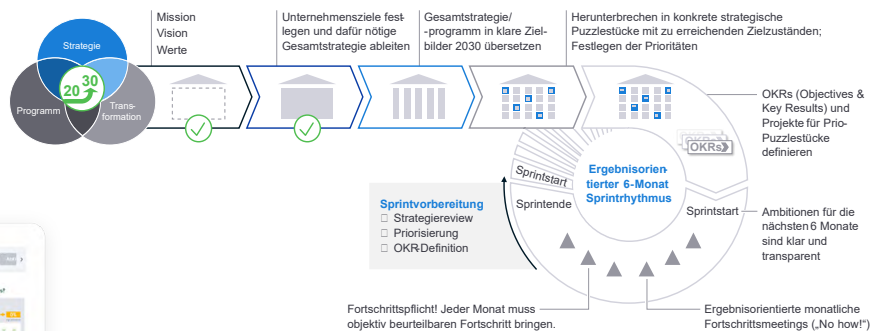 Mission
Vision
Werte
Unternehmensziele fest-
legen und dafür nötige
Gesamtstrategie ableiten
Gesamtstrategie/
-programm in klare Ziel-
bilder 2030 übersetzen
Herunterbrechen in konkrete strategische
Puzzlestücke mit zu erreichenden Zielzuständen;
Festlegen der Prioritäten
Strategie
20 30
Programm
Trans-
formation
OKRs (Objectives &
Key Results) und
Projekte für Prio-
Puzzlestücke
definieren
OKRs
Ergebnisorien-
tierter 6-Monat
Sprintrhythmus
Sprintstart
Sprintende
Sprintstart
Sprintvorbereitung
Strategiereview
Priorisierung
OKR-Definition
Ambitionen für die
nächsten 6 Monate
sind klar und
transparent
Fortschrittspflicht! Jeder Monat muss
objektiv beurteilbaren Fortschritt bringen.
Ergebnisorientierte monatliche
Fortschrittsmeetings („No how!")